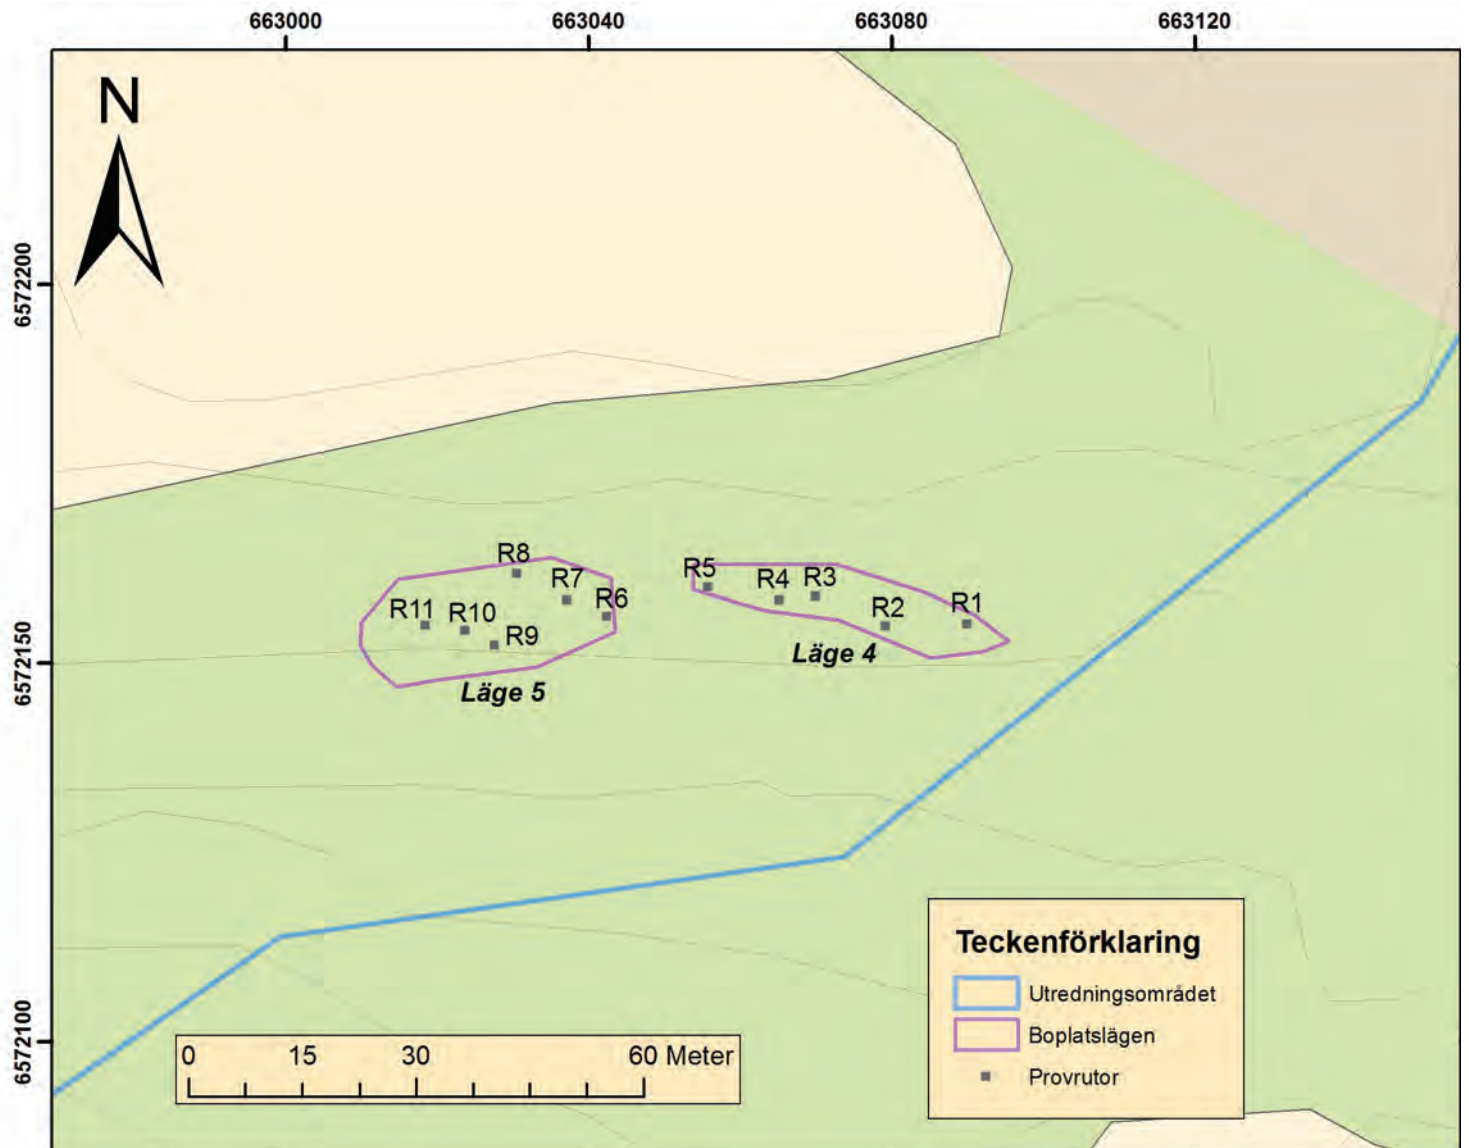 663000 663040 663080 663120
N
6572200
R8
R7
R6
R11 R10
R9
Läge 5
R5
R4 R3
R2 R1
Läge 4
6572150
6572100
0 15 30 60 Meter
Teckenförklaring
Utredningsområdet
Boplatslägen
Provrutor